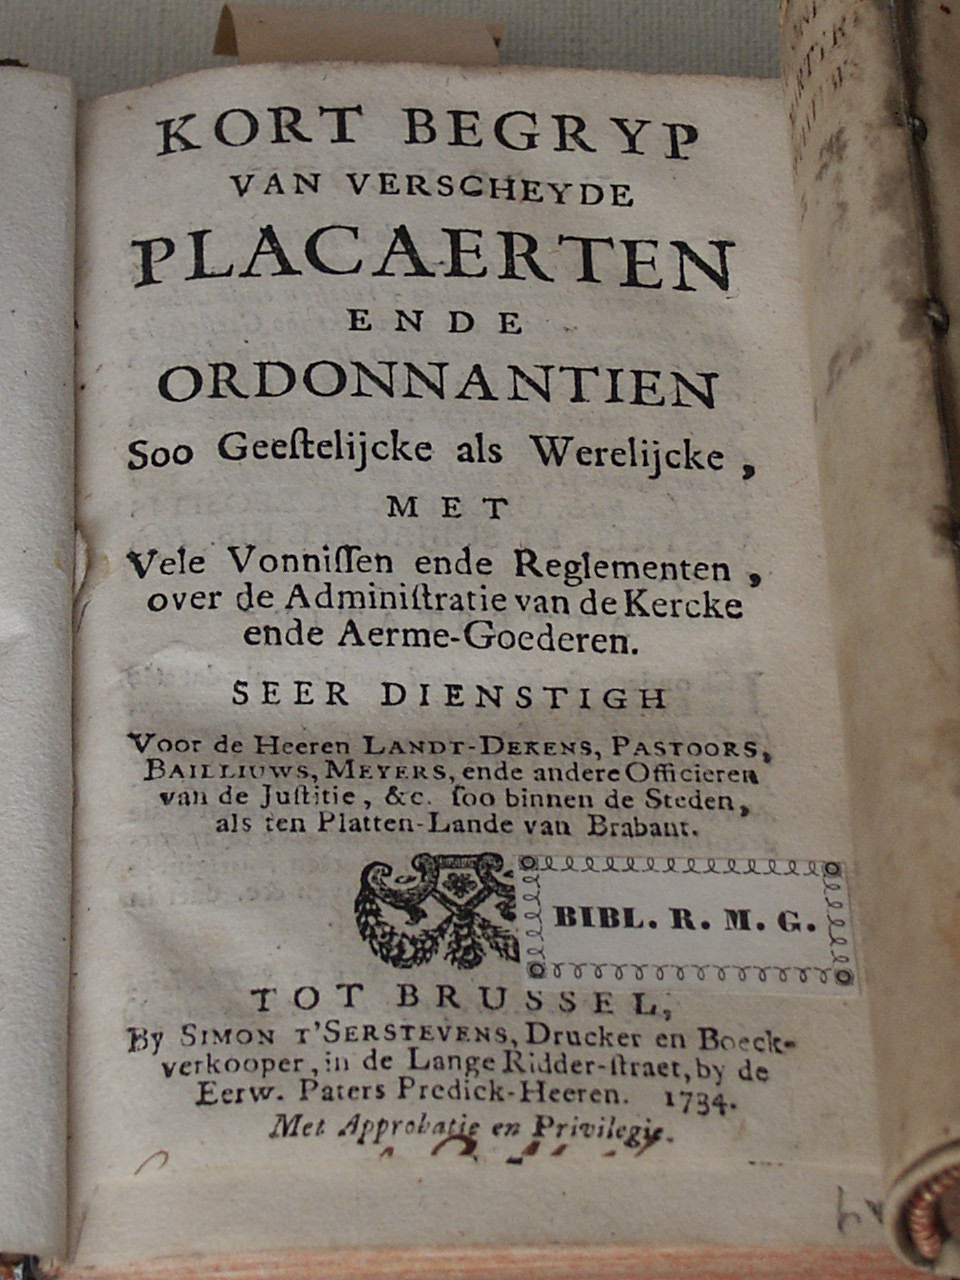 KORT BEGRYP
VAN VERSCHEYDE
PLACAERTEN
ENDE
ORDONNANTIEN
Soo Geeſtelijcke als Werelijcke,
MET
Vele Vonniſſen ende Reglementen,
over de Adminiſtratie van de Kercke
ende Aerme-Goederen.
SEER DIENSTIGH
Voor de Heeren LANDT-DEKENS, PASTOORS,
BAILLIUWS, MEYERS, ende andere Officieren
van de Juſtitie, &c. ſoo binnen de Steden,
als ten Platten-Lande van Brabant.
BIBL. R. M. G.
TOT BRUSSEL,
By SIMON T'SERSTEVENS, Drucker en Boeck-
verkooper, in de Lange Ridder-ſtraet, by de
Eerw. Paters Predick-Heeren. 1734.
Met Approbatie en Privilegie.